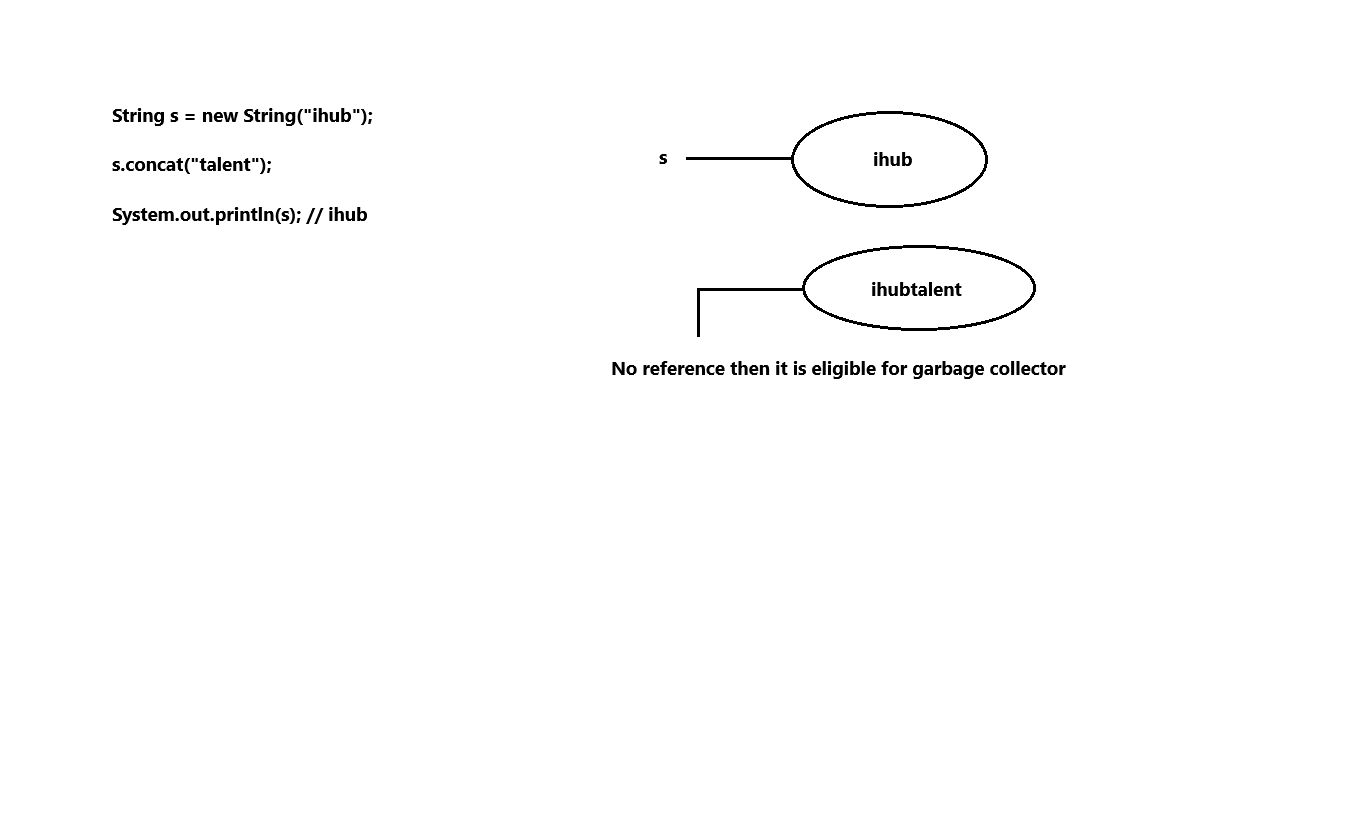 String s = new String("ihub");
s.concat("talent");
System.out.println(s); // ihub
s
ihub
ihubtalent
No reference then it is eligible for garbage collector